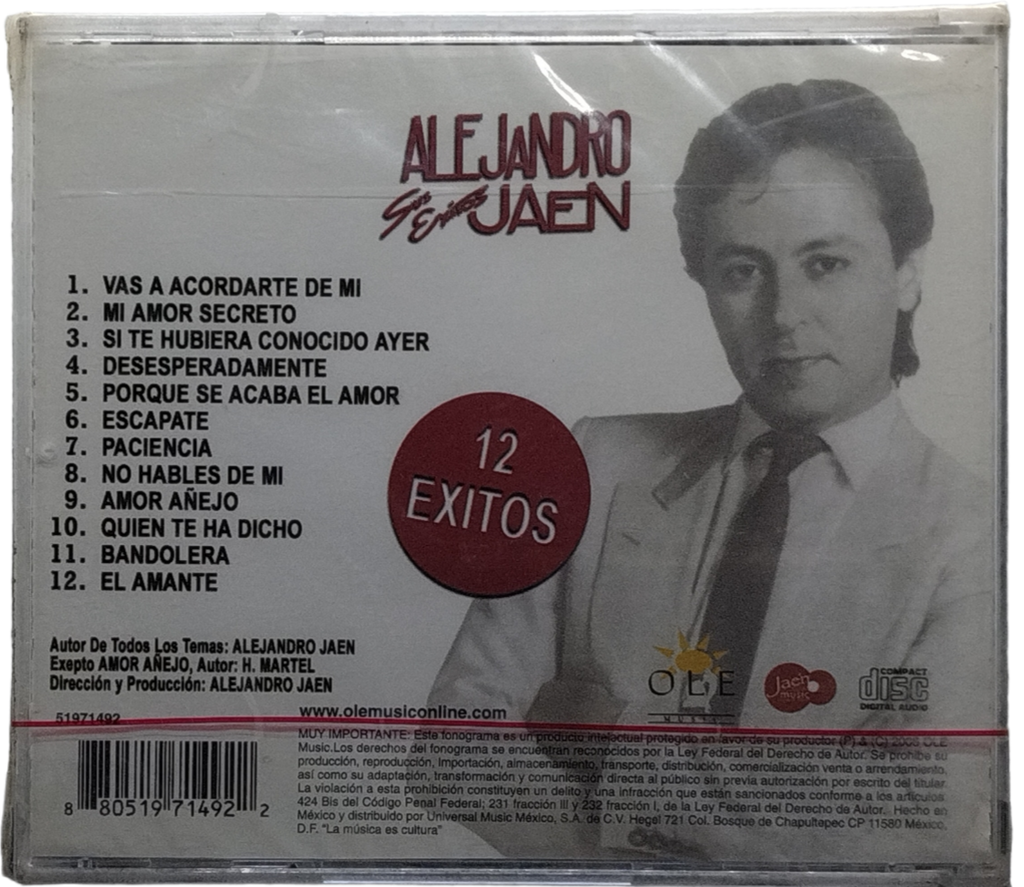 ALEJANDRO
Sus Exitos JAEN
1. VAS A ACORDARTE DE MI
2. MI AMOR SECRETO
3. SI TE HUBIERA CONOCIDO AYER
4. DESESPERADAMENTE
5. PORQUE SE ACABA EL AMOR
6. ESCAPATE
7. PACIENCIA
8. NO HABLES DE MI
9. AMOR AÑEJO
10. QUIEN TE HA DICHO
11. BANDOLERA
12. EL AMANTE
12
EXITOS
Autor De Todos Los Temas: ALEJANDRO JAEN
Exepto AMOR AÑEJO, Autor: H. MARTEL
Dirección y Producción: ALEJANDRO JAEN
OLE
MUSIC
Jaen
music
COMPACT
disc
DIGITAL AUDIO
51971492
www.olemusiconline.com
8 80519 71492 2
MUY IMPORTANTE: Este fonograma es un producto intelectual protegido en favor de su productor (P) & (C) OLE
Music.Los derechos del fonograma se encuentran reconocidos por la Ley Federal del Derecho de Autor. Se prohibe su
producción, reproducción, Importación, almacenamiento, transporte, distribución, comercialización venta o arrendamiento,
así como su adaptación, transformación y comunicación directa al público sin previa autorización por escrito del titular.
La violación a esta prohibición constituyen un delito y una infracción que están sancionados conforme a los articulos
424 Bis del Código Penal Federal; 231 fracción III y 232 fracción I, de la Ley Federal del Derecho de Autor. Hecho en
México y distribuido por Universal Music México, S.A. de C.V. Hegel 721 Col. Bosque de Chapultepec CP 11580 México,
D.F. "La música es cultura"